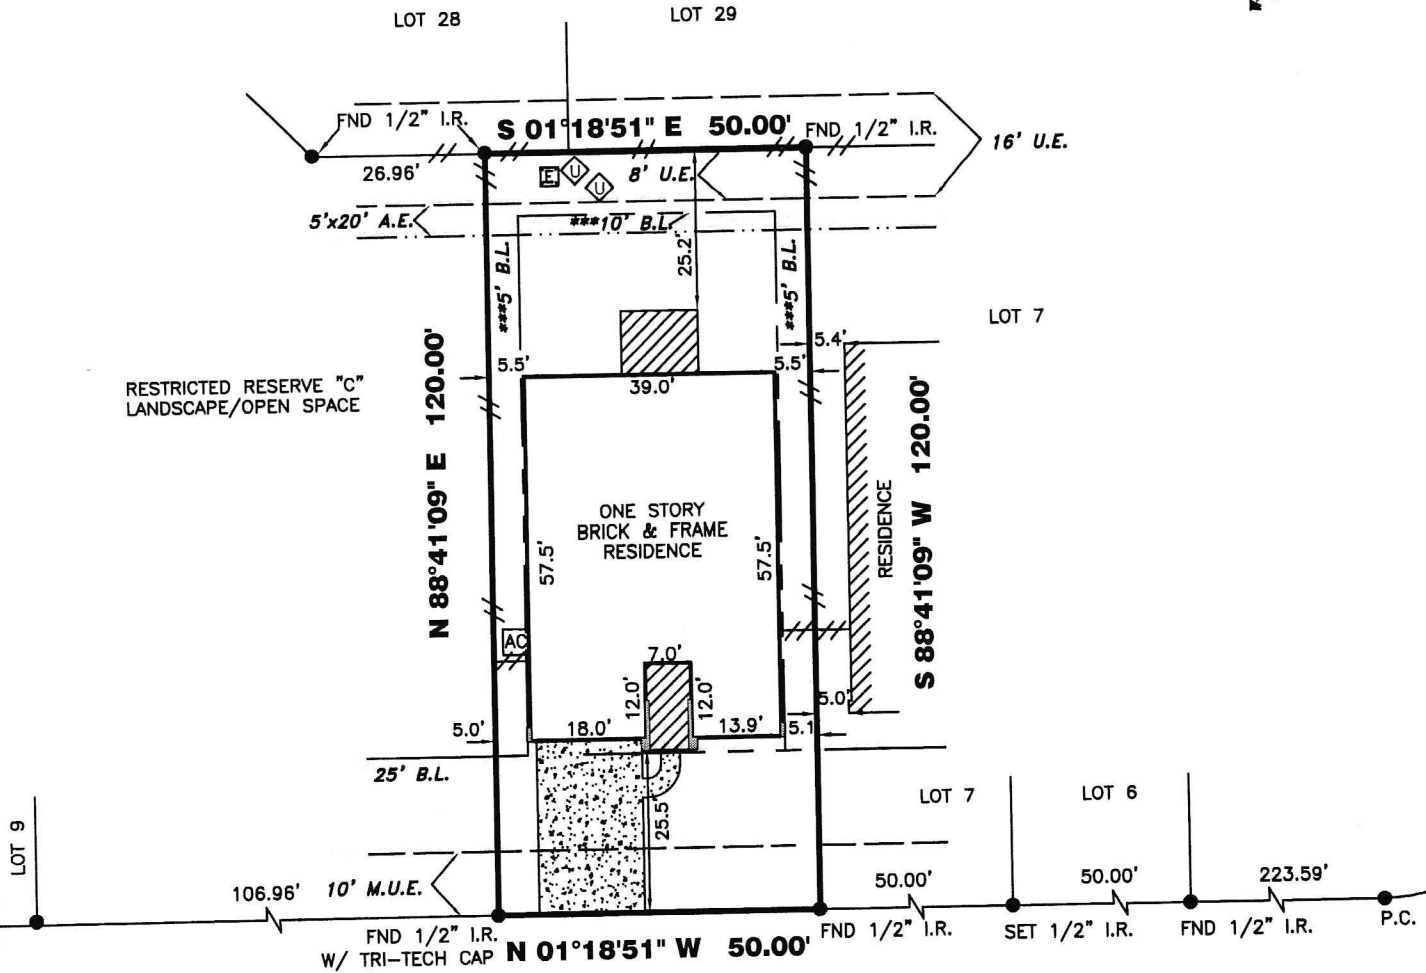 LOT 28
LOT 29
FND 1/2" I.R.
S 01°18'51" E 50.00'
FND 1/2" I.R.
16' U.E.
26.96'
E
U
U
8' U.E.
5'x20' A.E.
***10' B.L.
***5' B.L.
25.2'
***5' B.L.
LOT 7
5.4'
5.5'
5.5'
39.0'
RESTRICTED RESERVE "C"
LANDSCAPE/OPEN SPACE
N 88°41'09" E 120.00'
S 88°41'09" W 120.00'
RESIDENCE
ONE STORY
BRICK & FRAME
RESIDENCE
57.5'
57.5'
AC
7.0'
12.0'
12.0'
5.0'
5.0'
18.0'
13.9'
5.1
25' B.L.
25.5'
LOT 7
LOT 6
LOT 9
106.96'
10' M.U.E.
50.00'
50.00'
223.59'
FND 1/2" I.R.
W/ TRI-TECH CAP
N 01°18'51" W 50.00'
FND 1/2" I.R.
SET 1/2" I.R.
FND 1/2" I.R.
P.C.